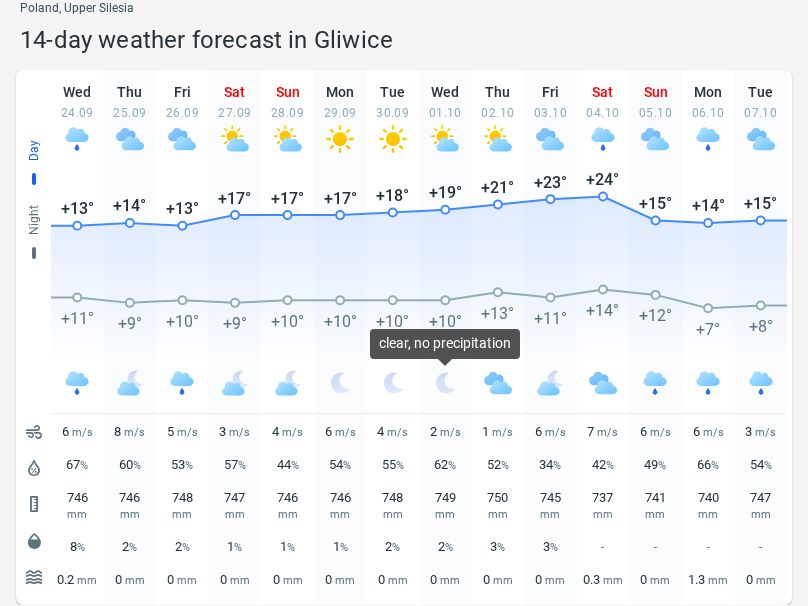 Poland, Upper Silesia
14-day weather forecast in Gliwice
Wed Thu Fri Sat Sun Mon Tue Wed Thu Fri Sat Sun Mon Tue
24.09 25.09 26.09 27.09 28.09 29.09 30.09 01.10 02.10 03.10 04.10 05.10 06.10 07.10
Day
+13° +14° +13° +17° +17° +17° +18° +19° +21° +23° +24° +15° +14° +15°
Night
+11° +9° +10° +9° +10° +10° +10° +10° +13° +11° +14° +12° +7° +8°
clear, no precipitation
6 m/s 8 m/s 5 m/s 3 m/s 4 m/s 6 m/s 4 m/s 2 m/s 1 m/s 6 m/s 7 m/s 6 m/s 6 m/s 3 m/s
67% 60% 53% 57% 44% 54% 55% 62% 52% 34% 42% 49% 66% 54%
746 746 748 747 746 746 748 749 750 745 737 741 740 747
mm mm mm mm mm mm mm mm mm mm mm mm mm mm
8% 2% 2% 1% 1% 1% 2% 2% 3% 3% - - - -
0.2 mm 0 mm 0 mm 0 mm 0 mm 0 mm 0 mm 0 mm 0 mm 0 mm 0.3 mm 0 mm 1.3 mm 0 mm